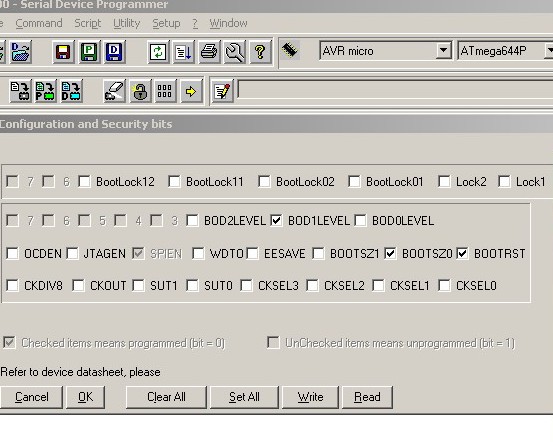 00 - Serial Device Programmer
Command Script Utility Setup ? Window
AVR micro ATmega644P
Configuration and Security bits
7 6 BootLock12 BootLock11 BootLock02 BootLock01 Lock2 Lock1
7 6 5 4 3 BOD2LEVEL BOD1LEVEL BOD0LEVEL
OCDEN JTAGEN SPIEN WDTO EESAVE BOOTSZ1 BOOTSZ0 BOOTRST
CKDIV8 CKOUT SUT1 SUT0 CKSEL3 CKSEL2 CKSEL1 CKSEL0
Checked items means programmed (bit = 0) UnChecked items means unprogrammed (bit = 1)
Refer to device datasheet, please
Cancel OK Clear All Set All Write Read